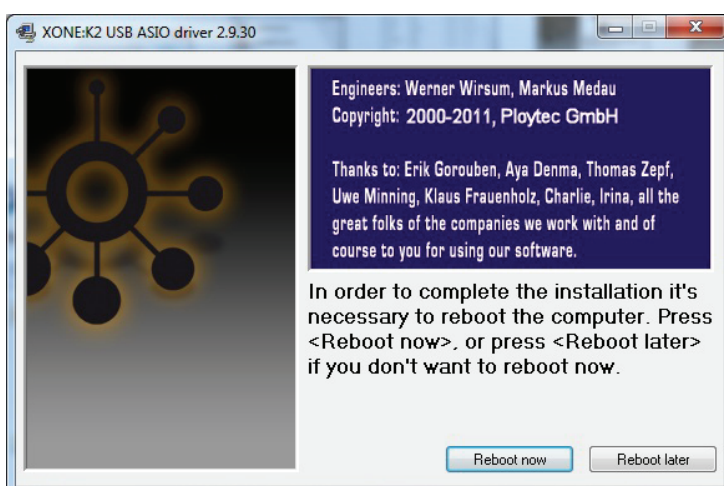 XONE:K2 USB ASIO driver 2.9.30
Engineers: Werner Wirsum, Markus Medau
Copyright: 2000-2011, Ploytec GmbH
Thanks to: Erik Gorouben, Aya Denma, Thomas Zepf,
Uwe Minning, Klaus Frauenholz, Charlie, Irina, all the
great folks of the companies we work with and of
course to you for using our software.
In order to complete the installation it's
necessary to reboot the computer. Press
<Reboot now>, or press <Reboot later>
if you don't want to reboot now.
Reboot now
Reboot later